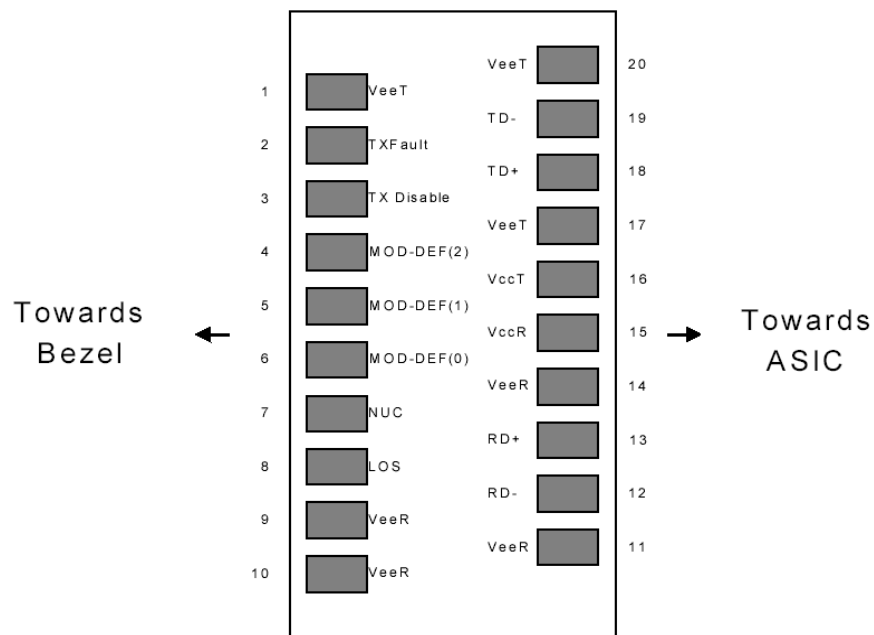 VeeT 20
1 VeeT
TD- 19
2 TXFault
TD+ 18
3 TX Disable
VeeT 17
4 MOD-DEF(2)
VccT 16
5 MOD-DEF(1)
Towards
Bezel
VccR 15
Towards
ASIC
6 MOD-DEF(0)
VeeR 14
7 NUC
RD+ 13
8 LOS
RD- 12
9 VeeR
VeeR 11
10 VeeR